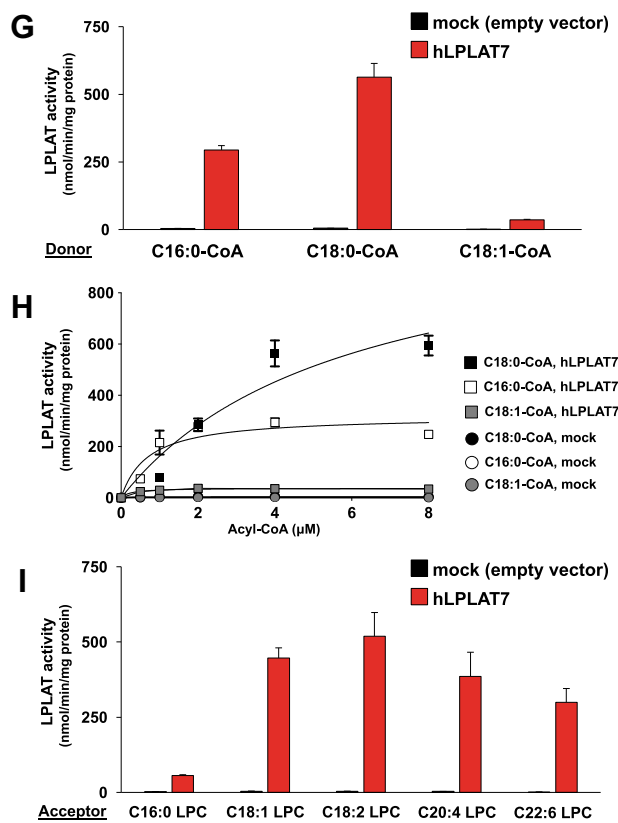 G
mock (empty vector)
hLPLAT7
LPLAT activity
(nmol/min/mg protein)
750
500
250
0
Donor
C16:0-CoA
C18:0-CoA
C18:1-CoA
H
LPLAT activity
(nmol/min/mg protein)
800
600
400
200
0
0
2
4
6
8
Acyl-CoA (μM)
C18:0-CoA, hLPLAT7
C16:0-CoA, hLPLAT7
C18:1-CoA, hLPLAT7
C18:0-CoA, mock
C16:0-CoA, mock
C18:1-CoA, mock
I
mock (empty vector)
hLPLAT7
LPLAT activity
(nmol/min/mg protein)
750
500
250
0
Acceptor
C16:0 LPC
C18:1 LPC
C18:2 LPC
C20:4 LPC
C22:6 LPC